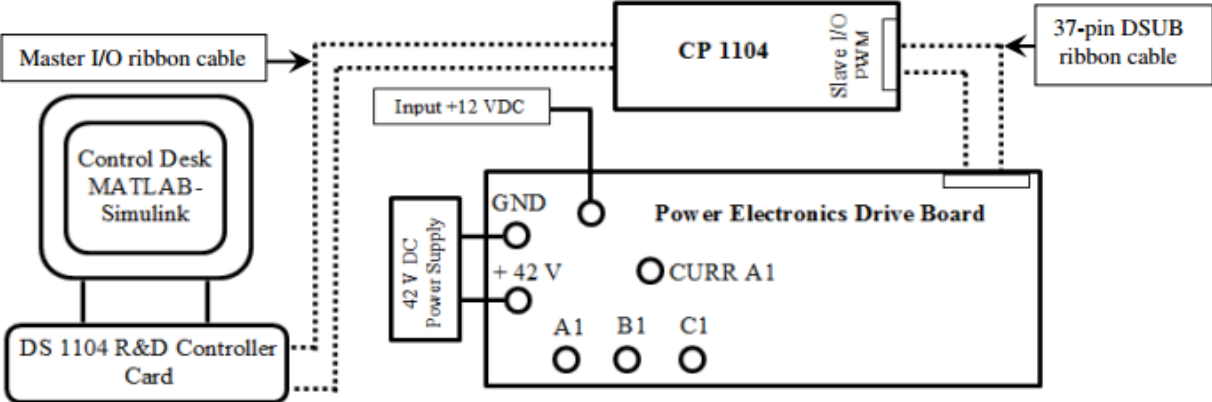 Master I/O ribbon cable
CP 1104
Slave I/O
PWM
37-pin DSUB
ribbon cable
Input +12 VDC
Control Desk
MATLAB-
Simulink
42 V DC
Power Supply
GND
+ 42 V
Power Electronics Drive Board
CURR A1
A1 B1 C1
DS 1104 R&D Controller
Card